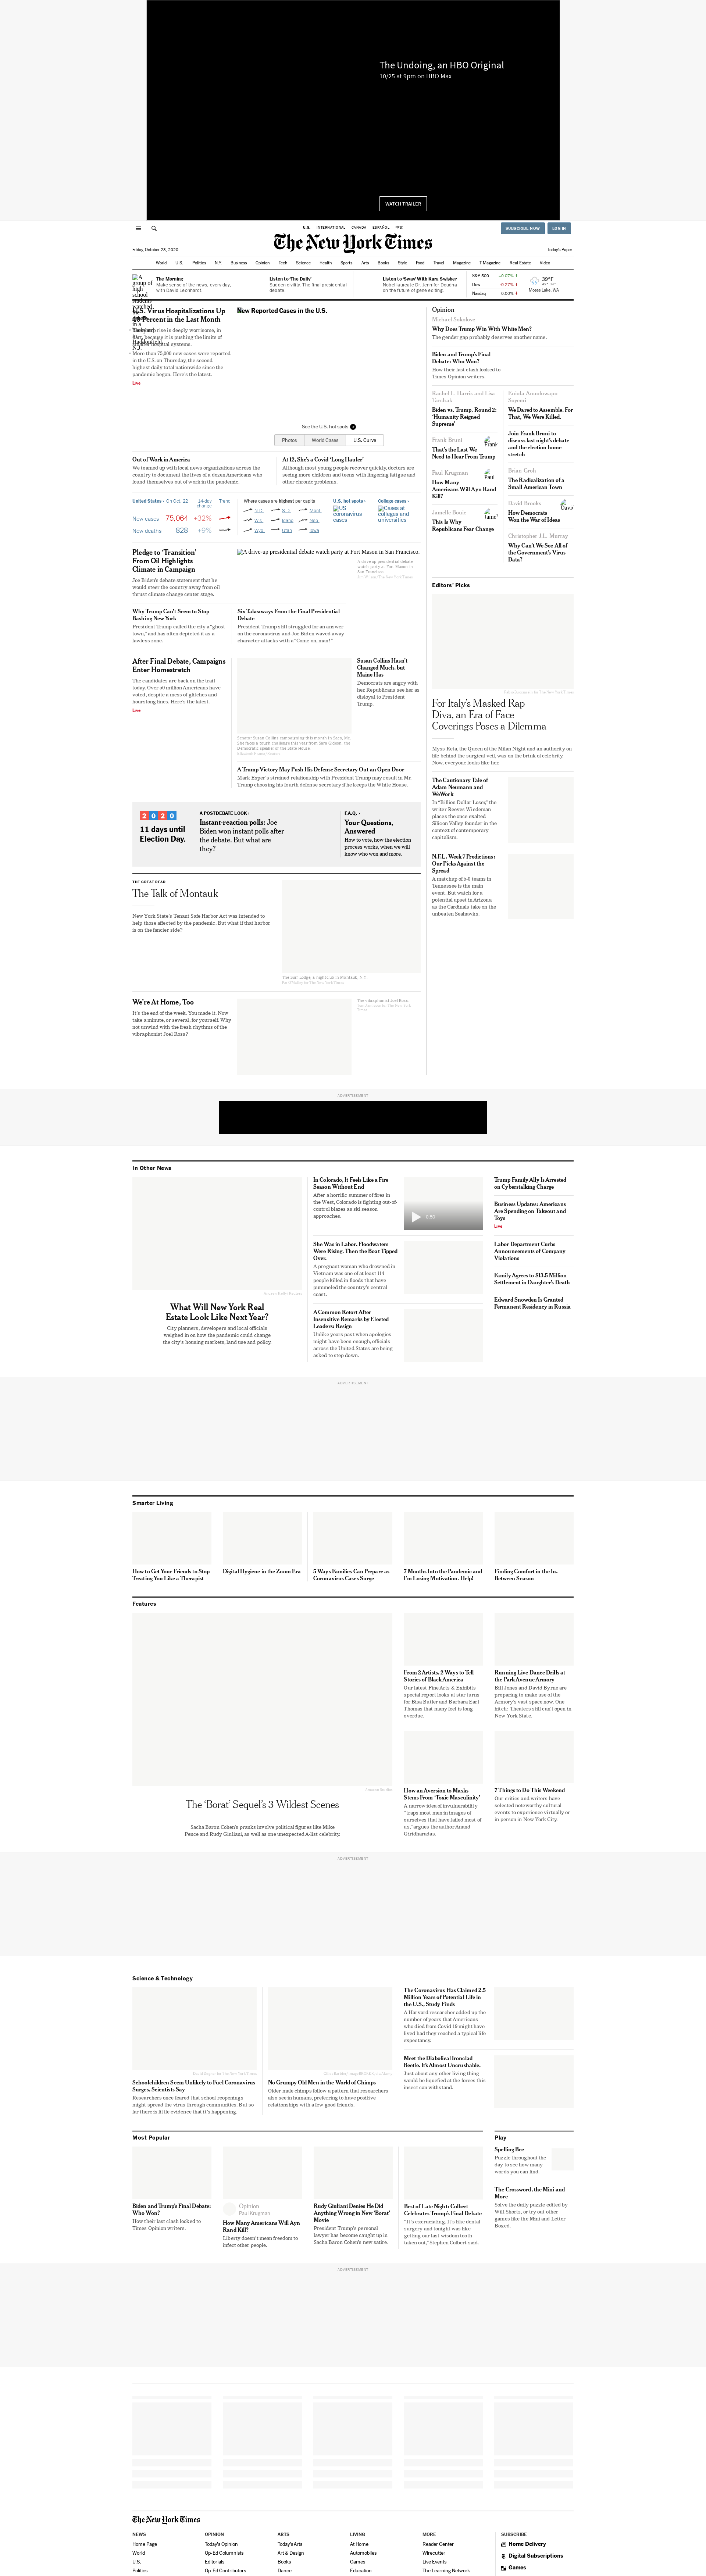 The Undoing, an HBO Original
10/25 at 9pm on HBO Max
WATCH TRAILER
U.S. INTERNATIONAL CANADA ESPAÑOL 中文
SUBSCRIBE NOW LOG IN
The New York Times
Friday, October 23, 2020
Today's Paper
World U.S. Politics N.Y. Business Opinion Tech Science Health Sports Arts Books Style Food Travel Magazine T Magazine Real Estate Video
The Morning
Make sense of the news, every day, with David Leonhardt.
Listen to 'The Daily'
Sudden civility: The final presidential debate.
Listen to 'Sway' With Kara Swisher
Nobel laureate Dr. Jennifer Doudna on the future of gene editing.
S&P 500 +0.07%
Dow -0.27%
Nasdaq 0.00%
39°F
Moses Lake, WA
U.S. Virus Hospitalizations Up 40 Percent in the Last Month
More than 75,000 new cases were reported in the U.S. on Thursday, the second-highest daily total nationwide since the pandemic began. Here's the latest.
Live
New Reported Cases in the U.S.
See the U.S. hot spots
Photos World Cases U.S. Curve
Out of Work in America
We teamed up with local news organizations across the country to document the lives of a dozen Americans who found themselves out of work in the pandemic.
At 12, She's a Covid 'Long Hauler'
Although most young people recover quickly, doctors are seeing more children and teens with lingering fatigue and other chronic problems.
United States › On Oct. 22 14-day change Trend
New cases 75,064 +32%
New deaths 828 +9%
Where cases are highest per capita
N.D. S.D. Mont.
Wis. Idaho Neb.
Wyo. Utah Iowa
U.S. hot spots ›
US coronavirus cases
College cases ›
Cases at colleges and universities
Pledge to 'Transition' From Oil Highlights Climate in Campaign
Joe Biden's debate statement that he would steer the country away from oil thrust climate change center stage.
A drive-up presidential debate watch party at Fort Mason in San Francisco.
A drive-up presidential debate watch party at Fort Mason in San Francisco.
Why Trump Can't Seem to Stop Bashing New York
President Trump called the city a "ghost town," and has often depicted it as a lawless zone.
Six Takeaways From the Final Presidential Debate
President Trump still struggled for an answer on the coronavirus and Joe Biden waved away character attacks with a "Come on, man!"
After Final Debate, Campaigns Enter Homestretch
The candidates are back on the trail today. Over 50 million Americans have voted, despite a mess of glitches and hourslong lines. Here's the latest.
Live
Senator Susan Collins campaigning this month in Saco, Me. She faces a tough challenge this year from Sara Gideon, the Democratic speaker of the State House.
Susan Collins Hasn't Changed Much, but Maine Has
Democrats are angry with her. Republicans see her as disloyal to President Trump.
A Trump Victory May Push His Defense Secretary Out an Open Door
Mark Esper's strained relationship with President Trump may result in Mr. Trump choosing his fourth defense secretary if he keeps the White House.
2020
11 days until Election Day.
A POSTDEBATE LOOK ›
Instant-reaction polls: Joe Biden won instant polls after the debate. But what are they?
F.A.Q. ›
Your Questions, Answered
How to vote, how the election process works, when we will know who won and more.
THE GREAT READ
The Talk of Montauk
New York State's Tenant Safe Harbor Act was intended to help those affected by the pandemic. But what if that harbor is on the fancier side?
The Surf Lodge, a nightclub in Montauk, N.Y.
We're At Home, Too
It's the end of the week. You made it. Now take a minute, or several, for yourself. Why not unwind with the fresh rhythms of the vibraphonist Joel Ross?
The vibraphonist Joel Ross.
Opinion
Michael Sokolove
Why Does Trump Win With White Men?
The gender gap probably deserves another name.
Biden and Trump's Final Debate: Who Won?
How their last clash looked to Times Opinion writers.
Rachel L. Harris and Lisa Tarchak
Biden vs. Trump, Round 2: 'Humanity Reigned Supreme'
Frank Bruni
That's the Last We Need to Hear From Trump
Paul Krugman
How Many Americans Will Ayn Rand Kill?
Jamelle Bouie
This Is Why Republicans Fear Change
Eniola Anuoluwapo Soyemi
We Dared to Assemble. For That, We Were Killed.
Join Frank Bruni to discuss last night's debate and the election home stretch
Brian Groh
The Radicalization of a Small American Town
David Brooks
How Democrats Won the War of Ideas
Christopher J.L. Murray
Why Can't We See All of the Government's Virus Data?
Editors' Picks
For Italy's Masked Rap Diva, an Era of Face Coverings Poses a Dilemma
Myss Keta, the Queen of the Milan Night and an authority on life behind the surgical veil, was on the brink of celebrity. Now, everyone looks like her.
The Cautionary Tale of Adam Neumann and WeWork
In "Billion Dollar Loser," the writer Reeves Wiedeman places the once exalted Silicon Valley founder in the context of contemporary capitalism.
N.F.L. Week 7 Predictions: Our Picks Against the Spread
A matchup of 5-0 teams in Tennessee is the main event. But watch for a potential upset in Arizona as the Cardinals take on the unbeaten Seahawks.
ADVERTISEMENT
In Other News
What Will New York Real Estate Look Like Next Year?
City planners, developers and local officials weighed in on how the pandemic could change the city's housing markets, land use and policy.
In Colorado, It Feels Like a Fire Season Without End
After a horrific summer of fires in the West, Colorado is fighting out-of-control blazes as ski season approaches.
She Was in Labor. Floodwaters Were Rising. Then the Boat Tipped Over.
A pregnant woman who drowned in Vietnam was one of at least 114 people killed in floods that have pummeled the country's central coast.
A Common Retort After Insensitive Remarks by Elected Leaders: Resign
Unlike years past when apologies might have been enough, officials across the United States are being asked to step down.
Trump Family Ally Is Arrested on Cyberstalking Charge
Business Updates: Americans Are Spending on Takeout and Toys
Live
Labor Department Curbs Announcements of Company Violations
Family Agrees to $13.5 Million Settlement in Daughter's Death
Edward Snowden Is Granted Permanent Residency in Russia
ADVERTISEMENT
Smarter Living
How to Get Your Friends to Stop Treating You Like a Therapist
Digital Hygiene in the Zoom Era
5 Ways Families Can Prepare as Coronavirus Cases Surge
7 Months Into the Pandemic and I'm Losing Motivation. Help!
Finding Comfort in the In-Between Season
Features
The 'Borat' Sequel's 3 Wildest Scenes
Sacha Baron Cohen's pranks involve political figures like Mike Pence and Rudy Giuliani, as well as one unexpected A-list celebrity.
From 2 Artists, 2 Ways to Tell Stories of Black America
Our latest Fine Arts & Exhibits special report looks at star turns for Bisa Butler and Barbara Earl Thomas that many feel is long overdue.
Running Live Dance Drills at the Park Avenue Armory
Bill Jones and David Byrne are preparing to make use of the Armory's vast space now. One hitch: Theaters still can't open in New York State.
How an Aversion to Masks Stems From 'Toxic Masculinity'
A narrow idea of invulnerability "traps most men in images of ourselves that have failed most of us," argues the author Anand Giridharadas.
7 Things to Do This Weekend
Our critics and writers have selected noteworthy cultural events to experience virtually or in person in New York City.
ADVERTISEMENT
Science & Technology
Schoolchildren Seem Unlikely to Fuel Coronavirus Surges, Scientists Say
Researchers once feared that school reopenings might spread the virus through communities. But so far there is little evidence that it's happening.
No Grumpy Old Men in the World of Chimps
Older male chimps follow a pattern that researchers also see in humans, preferring to have positive relationships with a few good friends.
The Coronavirus Has Claimed 2.5 Million Years of Potential Life in the U.S., Study Finds
A Harvard researcher added up the number of years that Americans who died from Covid-19 might have lived had they reached a typical life expectancy.
Meet the Diabolical Ironclad Beetle. It's Almost Uncrushable.
Just about any other living thing would be liquefied at the forces this insect can withstand.
Most Popular
Biden and Trump's Final Debate: Who Won?
How their last clash looked to Times Opinion writers.
Opinion
Paul Krugman
How Many Americans Will Ayn Rand Kill?
Liberty doesn't mean freedom to infect other people.
Rudy Giuliani Denies He Did Anything Wrong in New 'Borat' Movie
President Trump's personal lawyer has become caught up in Sacha Baron Cohen's new satire.
Best of Late Night: Colbert Celebrates Trump's Final Debate
"It's excruciating. It's like dental surgery and tonight was like getting our last wisdom tooth taken out," Stephen Colbert said.
Play
Spelling Bee
Puzzle throughout the day to see how many words you can find.
The Crossword, the Mini and More
Solve the daily puzzle edited by Will Shortz, or try out other games like the Mini and Letter Boxed.
ADVERTISEMENT
The New York Times
NEWS
Home Page
World
U.S.
Politics
OPINION
Today's Opinion
Op-Ed Columnists
Editorials
Op-Ed Contributors
ARTS
Today's Arts
Art & Design
Books
Dance
LIVING
At Home
Automobiles
Games
Education
MORE
Reader Center
Wirecutter
Live Events
The Learning Network
SUBSCRIBE
Home Delivery
Digital Subscriptions
Games